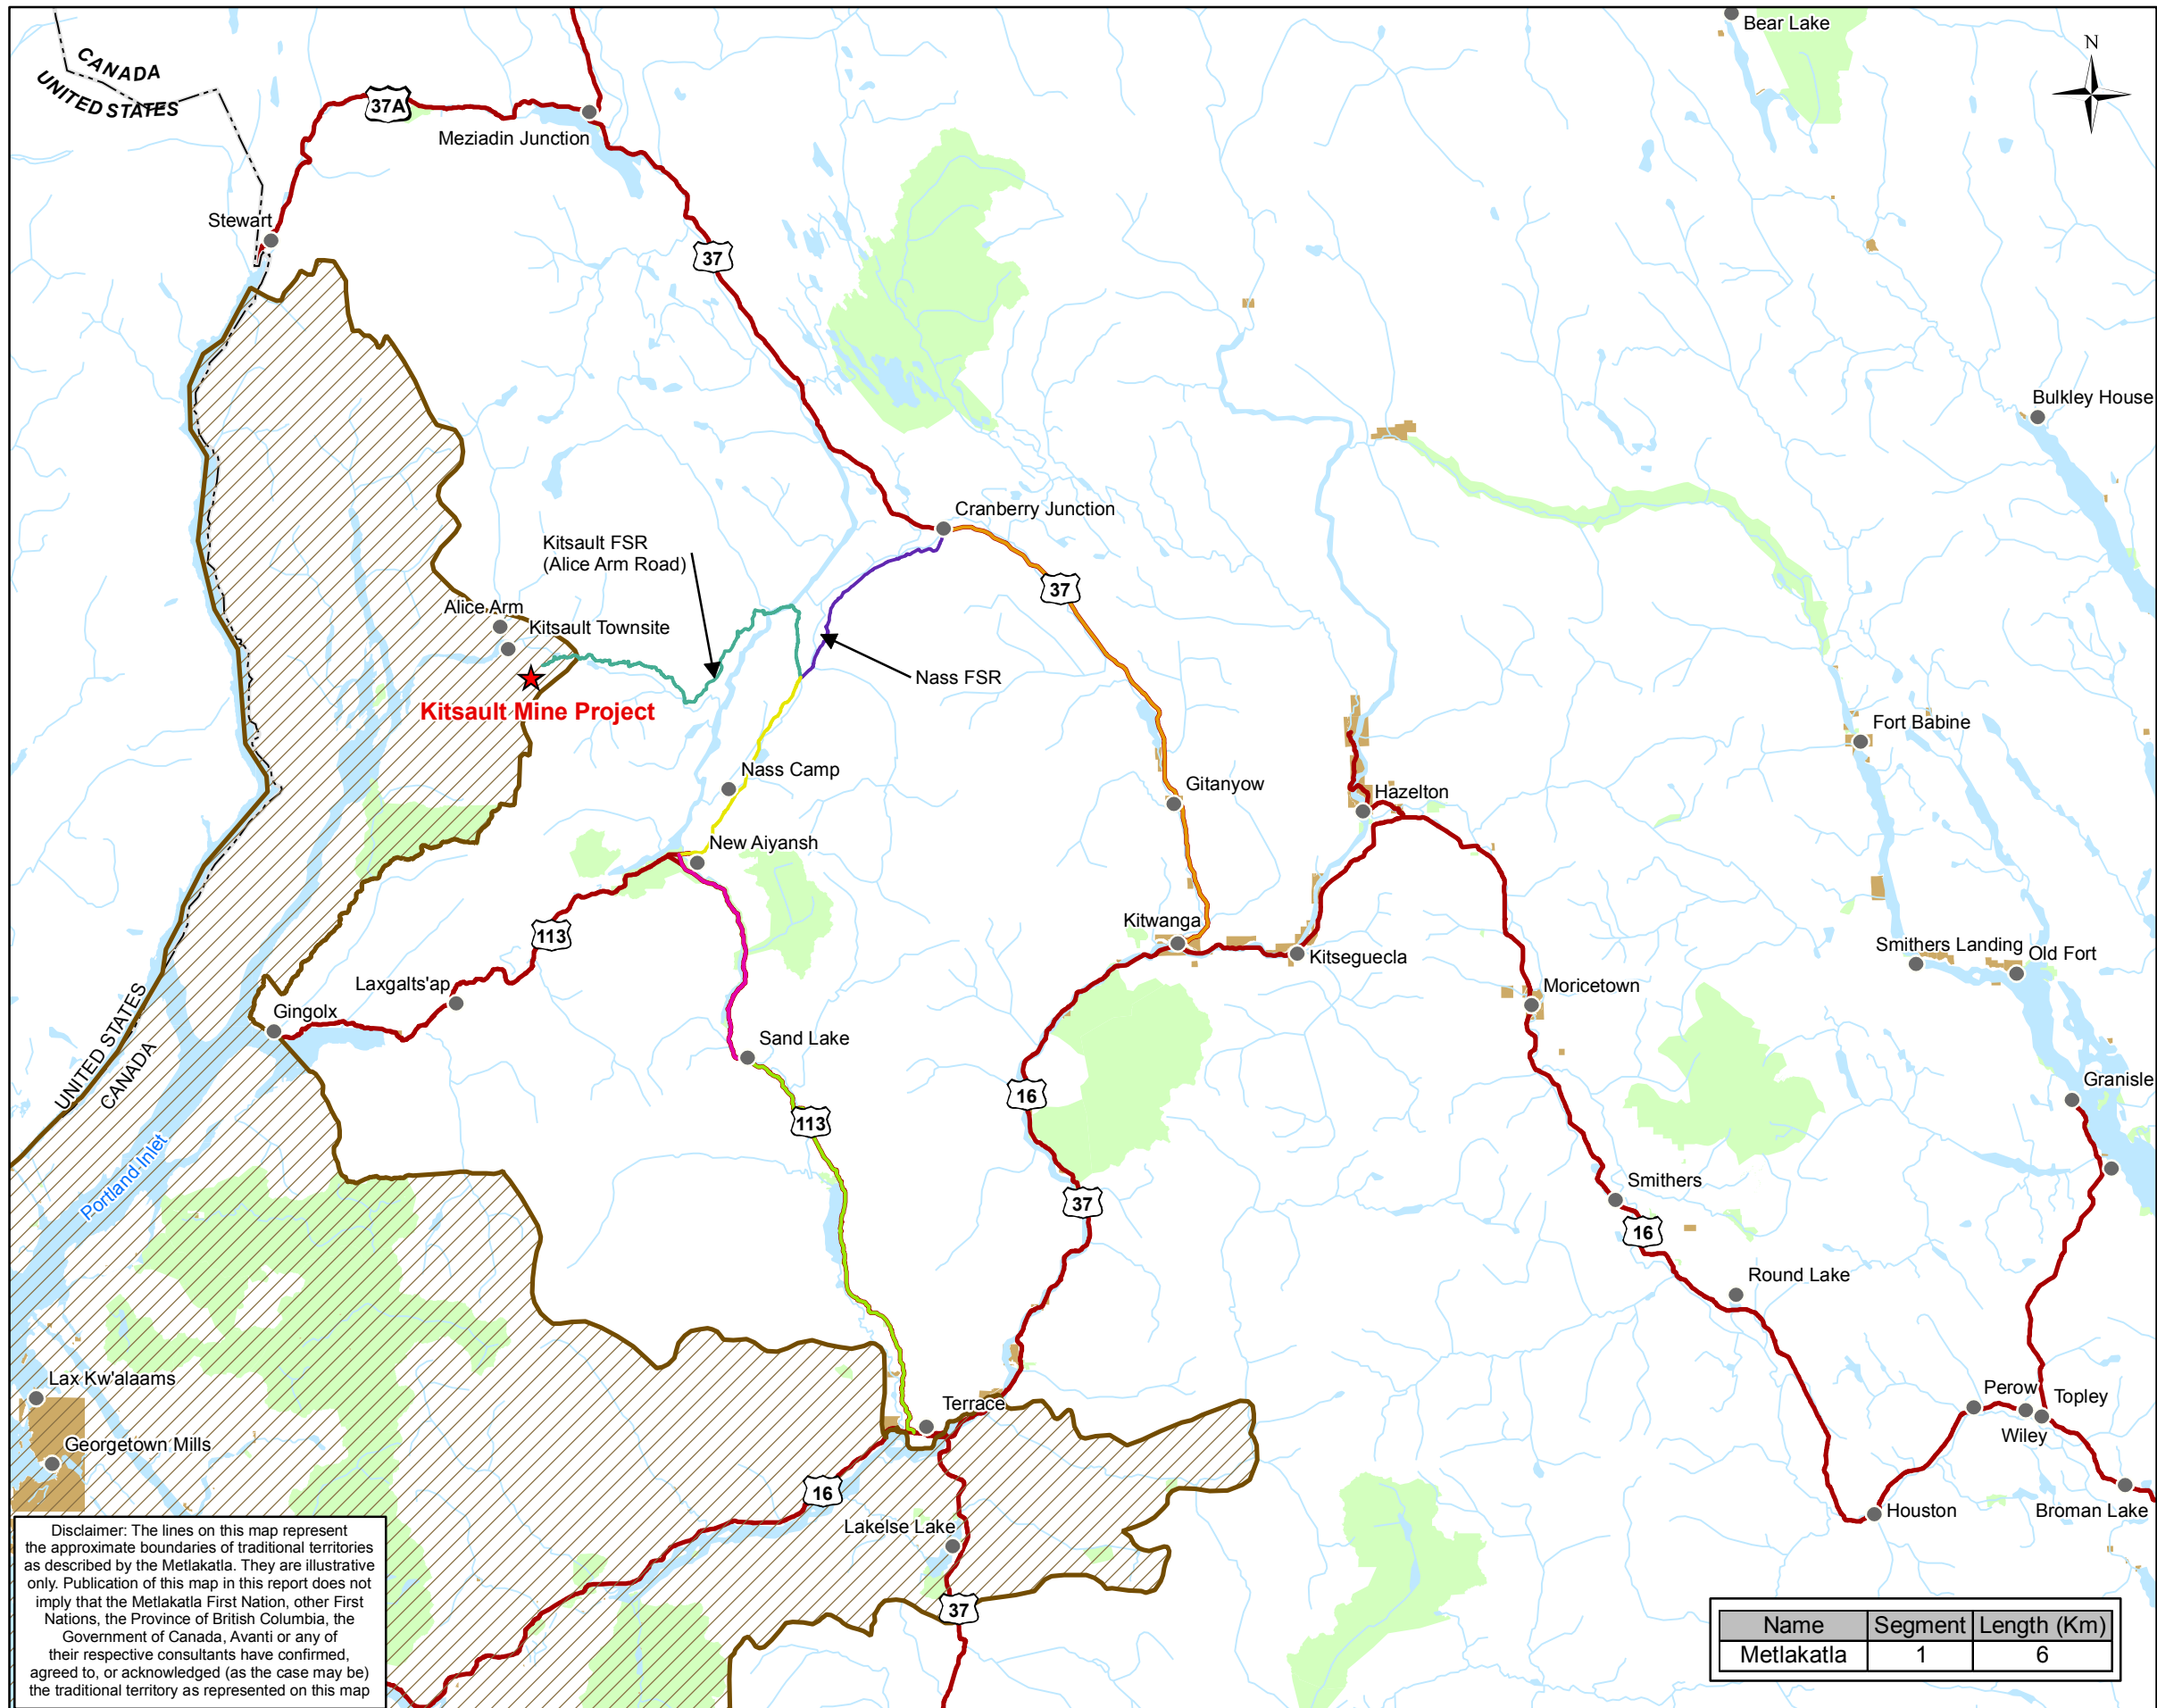 Bear Lake
N
CANADA
UNITED STATES
37A
Meziadin Junction
Stewart
37
Bulkley House
Cranberry Junction
Kitsault FSR
(Alice Arm Road)
37
Alice Arm
Kitsault Townsite
Nass FSR
Kitsault Mine Project
Fort Babine
Nass Camp
Gitanyow
Hazelton
New Aiyansh
Kitwanga
113
Kitseguecla
Smithers Landing
Old Fort
Laxgalts'ap
Moricetown
Gingolx
UNITED STATES
CANADA
Sand Lake
Granisle
16
113
Portland Inlet
37
Smithers
16
Round Lake
Lax Kw'alaams
Perow
Topley
Terrace
Wiley
Georgetown Mills
16
Houston
Broman Lake
Lakelse Lake
37
Disclaimer: The lines on this map represent
the approximate boundaries of traditional territories
as described by the Metlakatla. They are illustrative
only. Publication of this map in this report does not
imply that the Metlakatla First Nation, other First
Nations, the Province of British Columbia, the
Government of Canada, Avanti or any of
their respective consultants have confirmed,
agreed to, or acknowledged (as the case may be)
the traditional territory as represented on this map
Name Segment Length (Km)
Metlakatla 1 6